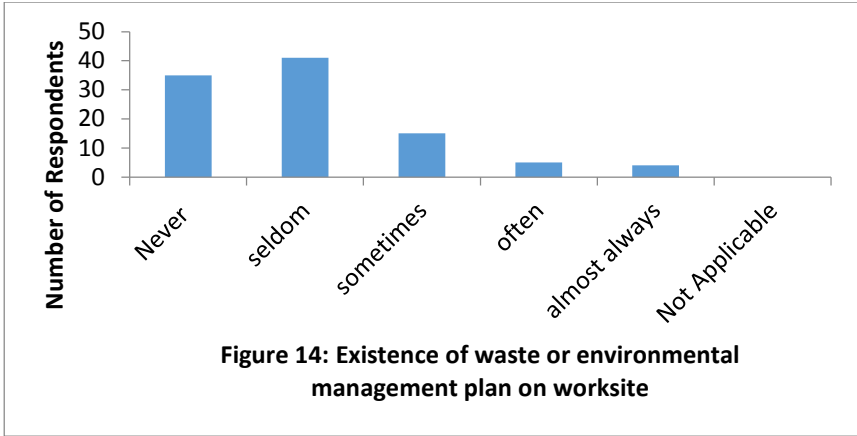 Number of Respondents
50
40
30
20
10
0
Never
seldom
sometimes
often
almost always
Not Applicable
Figure 14: Existence of waste or environmental
management plan on worksite